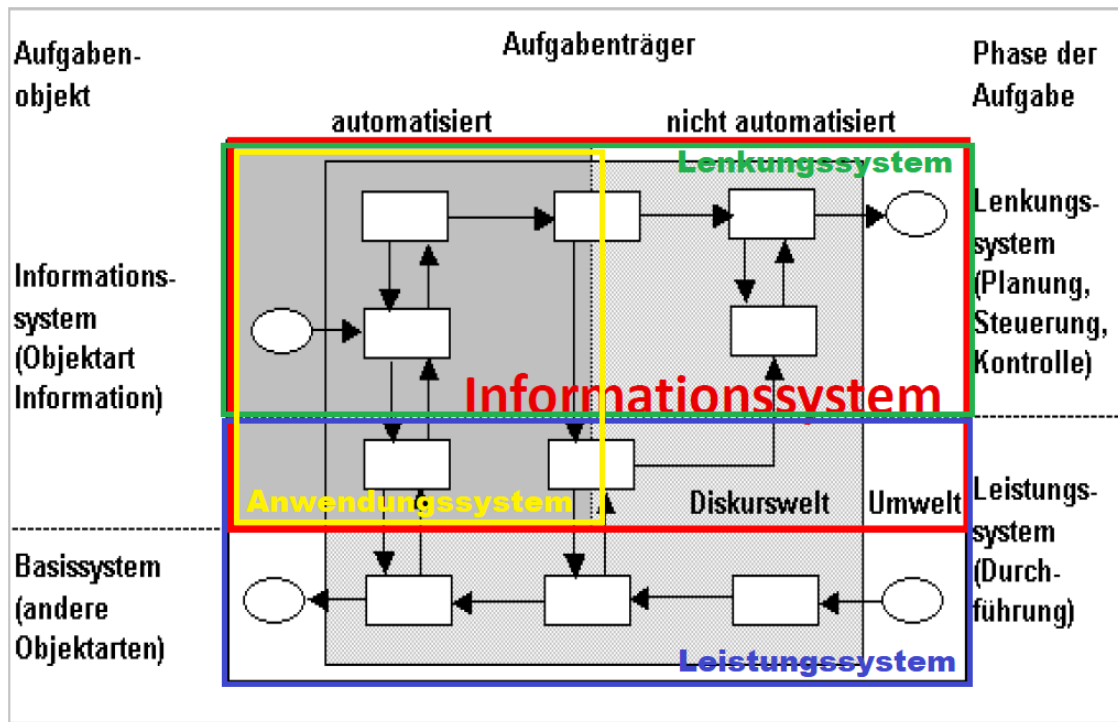 Aufgaben-
objekt
Aufgabenträger
Phase der
Aufgabe
automatisiert
nicht automatisiert
Lenkungssystem
Informations-
system
(Objektart
Information)
Lenkungs-
system
(Planung,
Steuerung,
Kontrolle)
Informationssystem
Anwendungssystem
Diskurswelt
Umwelt
Leistungs-
system
(Durch-
führung)
Basissystem
(andere
Objektarten)
Leistungssystem